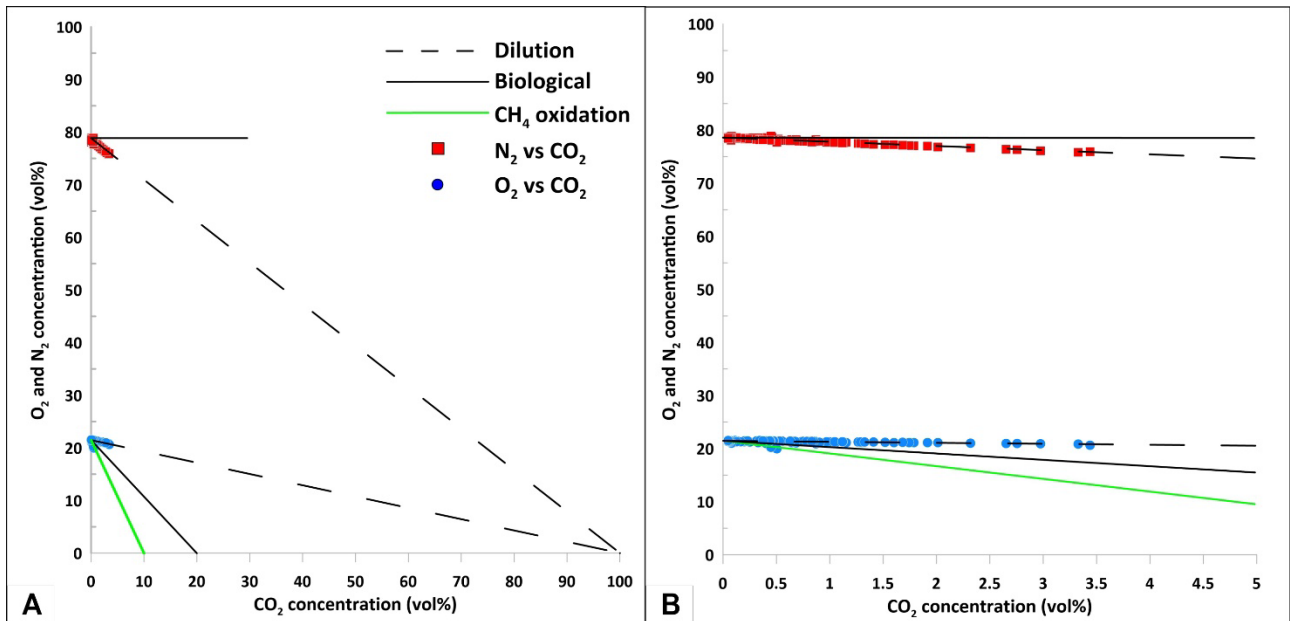 100
90
80
70
60
50
40
30
20
10
0
O₂ and N₂ concentrantion (vol%)
Dilution
Biological
CH₄ oxidation
N₂ vs CO₂
O₂ vs CO₂
0 10 20 30 40 50 60 70 80 90 100
A CO₂ concentration (vol%)
100
90
80
70
60
50
40
30
20
10
0
O₂ and N₂ concentration (vol%)
0 0.5 1 1.5 2 2.5 3 3.5 4 4.5 5
CO₂ concentration (vol%) B